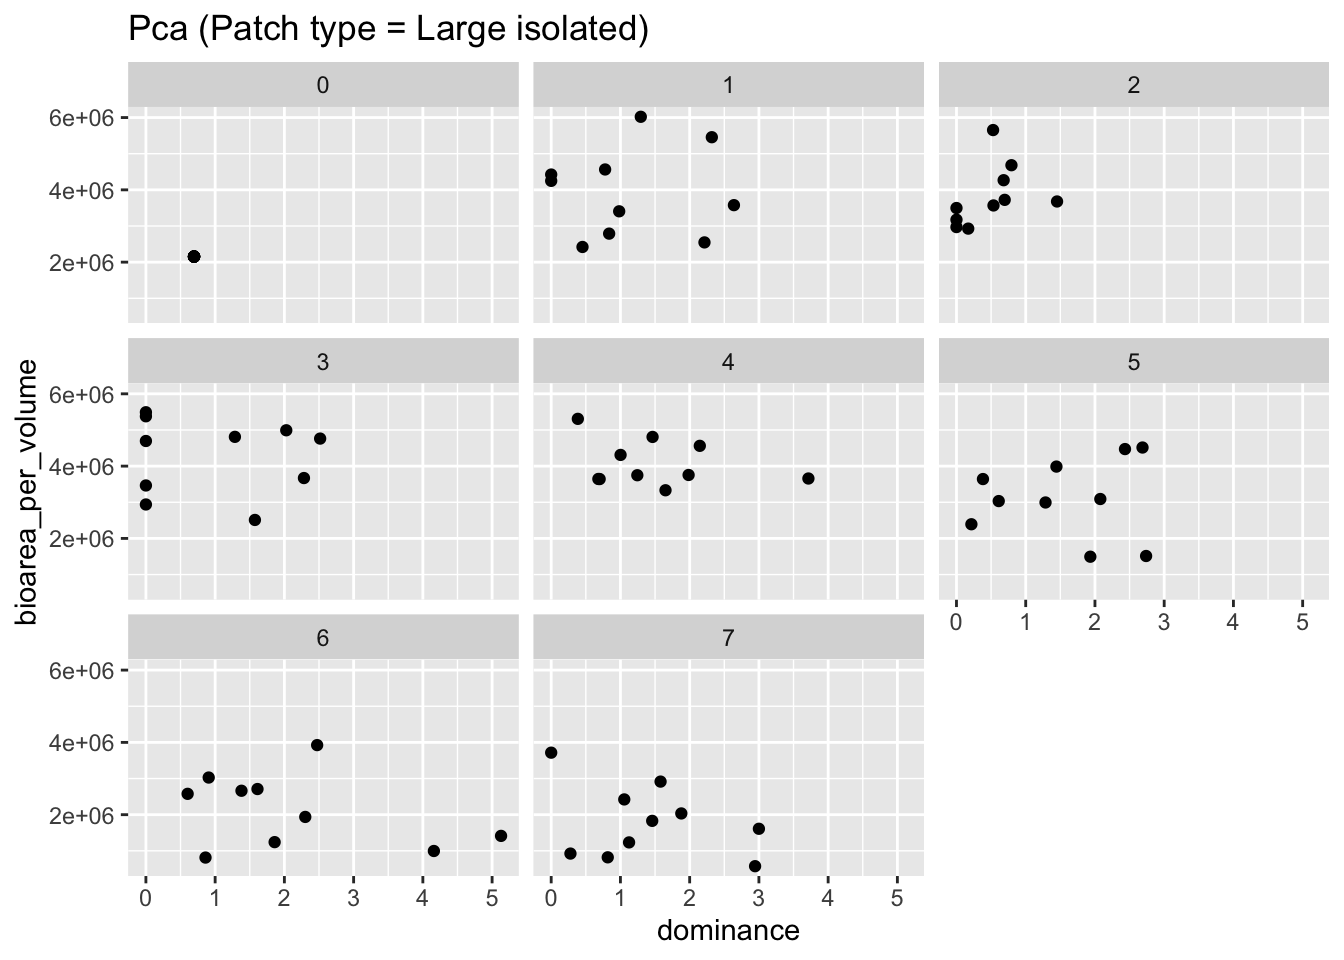 Pca (Patch type = Large isolated)
0 1 2
6e+06
4e+06
2e+06
3 4 5
6e+06
4e+06
2e+06
0 1 2 3 4 5
6 7
6e+06
4e+06
2e+06
0 1 2 3 4 5 0 1 2 3 4 5
bioarea_per_volume
dominance